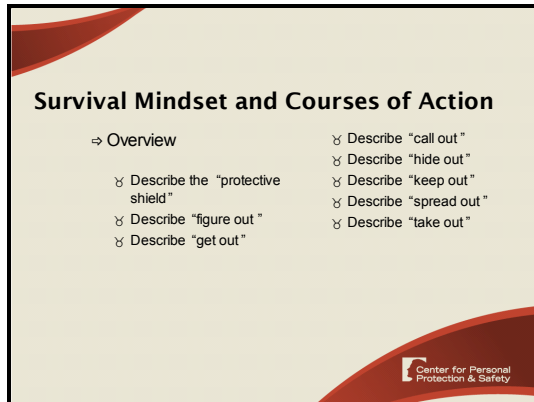 Survival Mindset and Courses of Action
⇨ Overview
♉ Describe the “protective
shield”
♉ Describe “figure out ”
♉ Describe “get out”
♉ Describe “call out ”
♉ Describe “hide out”
♉ Describe “keep out”
♉ Describe “spread out ”
♉ Describe “take out”
Center for Personal
Protection & Safety